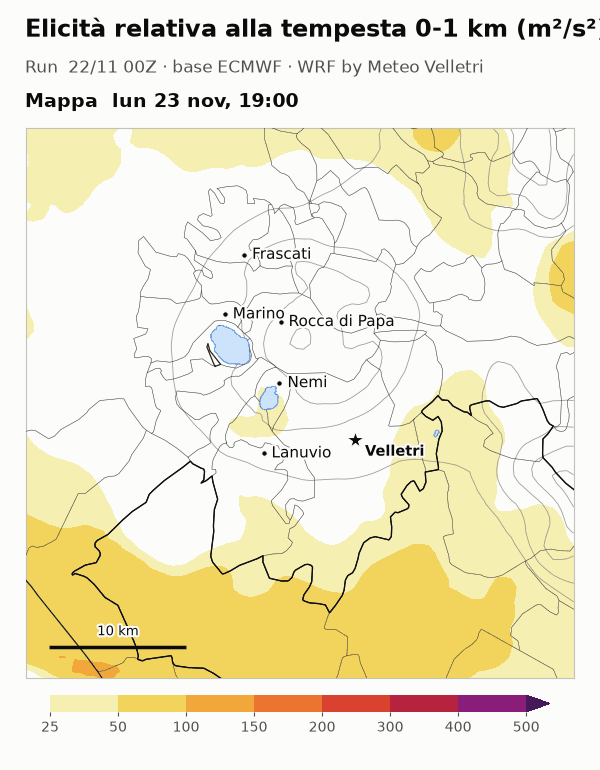 Elicità relativa alla tempesta 0-1 km (m²/s²)
Run 22/11 00Z · base ECMWF · WRF by Meteo Velletri
Mappa lun 23 nov, 19:00
Frascati
Marino
Rocca di Papa
Nemi
Velletri
Lanuvio
10 km
25 50 100 150 200 300 400 500